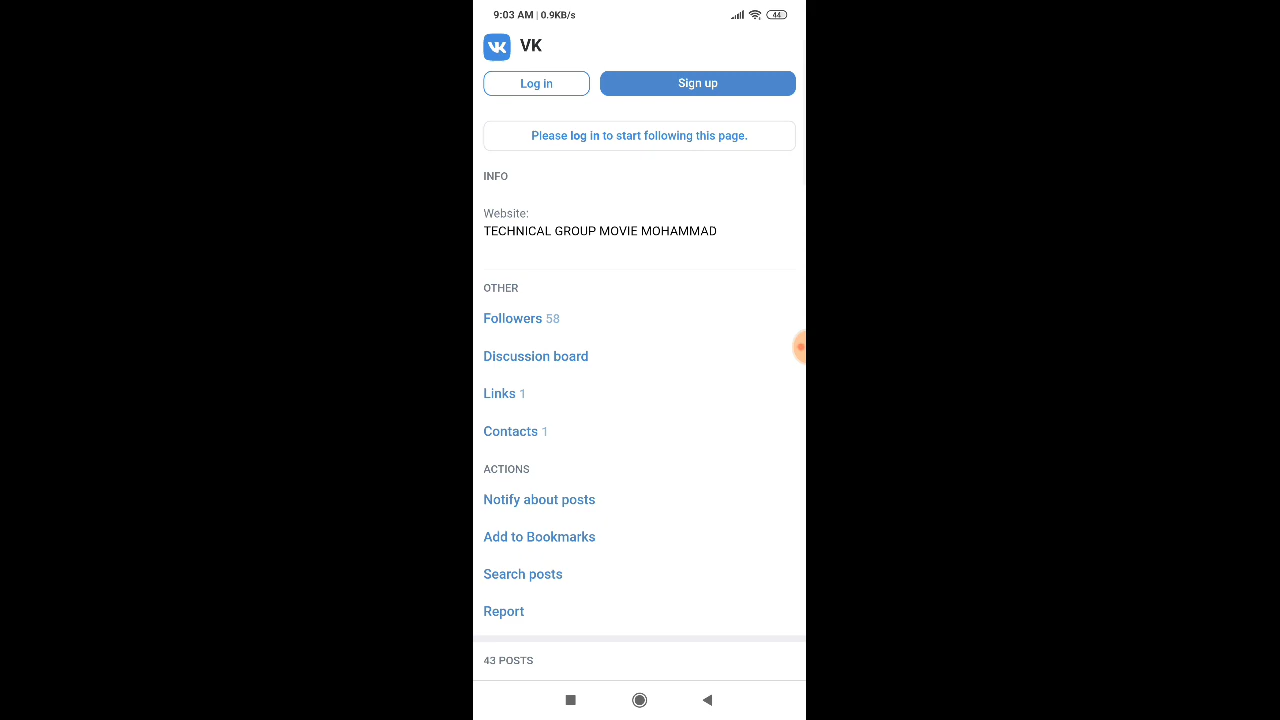 9:03 AM | 0.9KB/s
44
VK
Log in
Sign up
Please log in to start following this page.
INFO
Website:
TECHNICAL GROUP MOVIE MOHAMMAD
OTHER
Followers 58
Discussion board
Links 1
Contacts 1
ACTIONS
Notify about posts
Add to Bookmarks
Search posts
Report
43 POSTS